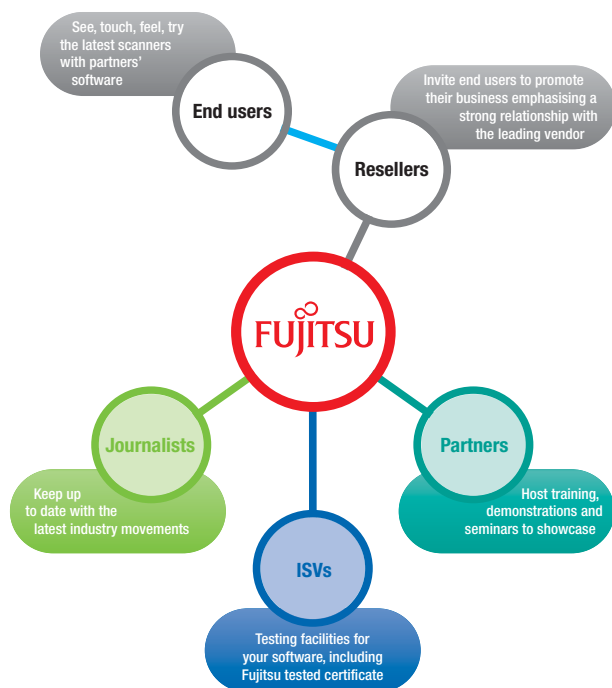 See, touch, feel, try
the latest scanners
with partners'
software
End users
Invite end users to promote
their business emphasising a
strong relationship with
the leading vendor
Resellers
FUJITSU
Journalists
Keep up
to date with the
latest industry movements
Partners
Host training,
demonstrations and
seminars to showcase
ISVs
Testing facilities for
your software, including
Fujitsu tested certificate